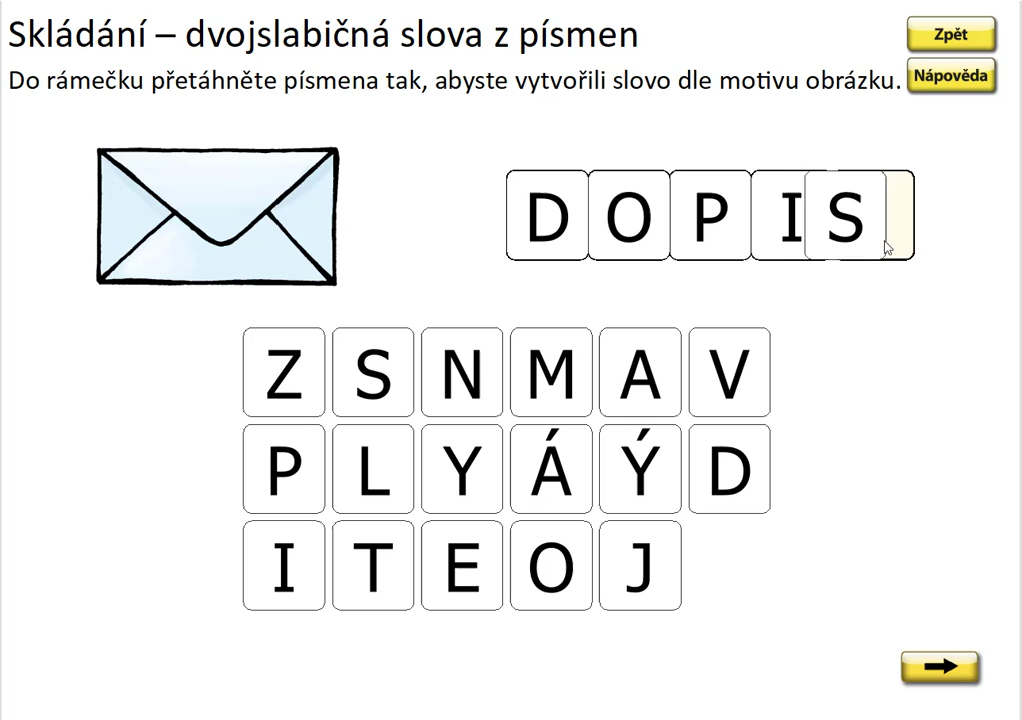 Skládání – dvojslabičná slova z písmen
Zpět
Do rámečku přetáhněte písmena tak, abyste vytvořili slovo dle motivu obrázku.
Nápověda
D O P I S
Z S N M A V
P L Y Á Ý D
I T E O J